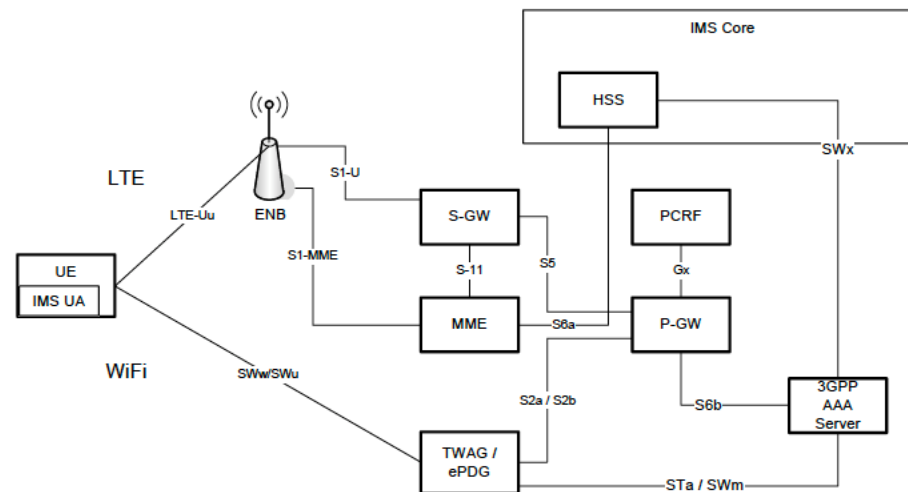 IMS Core
HSS
SWx
LTE
S1-U
LTE-Uu
ENB
S-GW
PCRF
S1-MME
S-11
S5
Gx
UE
IMS UA
MME
S6a
P-GW
WiFi
SWw/SWu
S2a / S2b
S6b
3GPP
AAA
Server
TWAG /
ePDG
STa / SWm